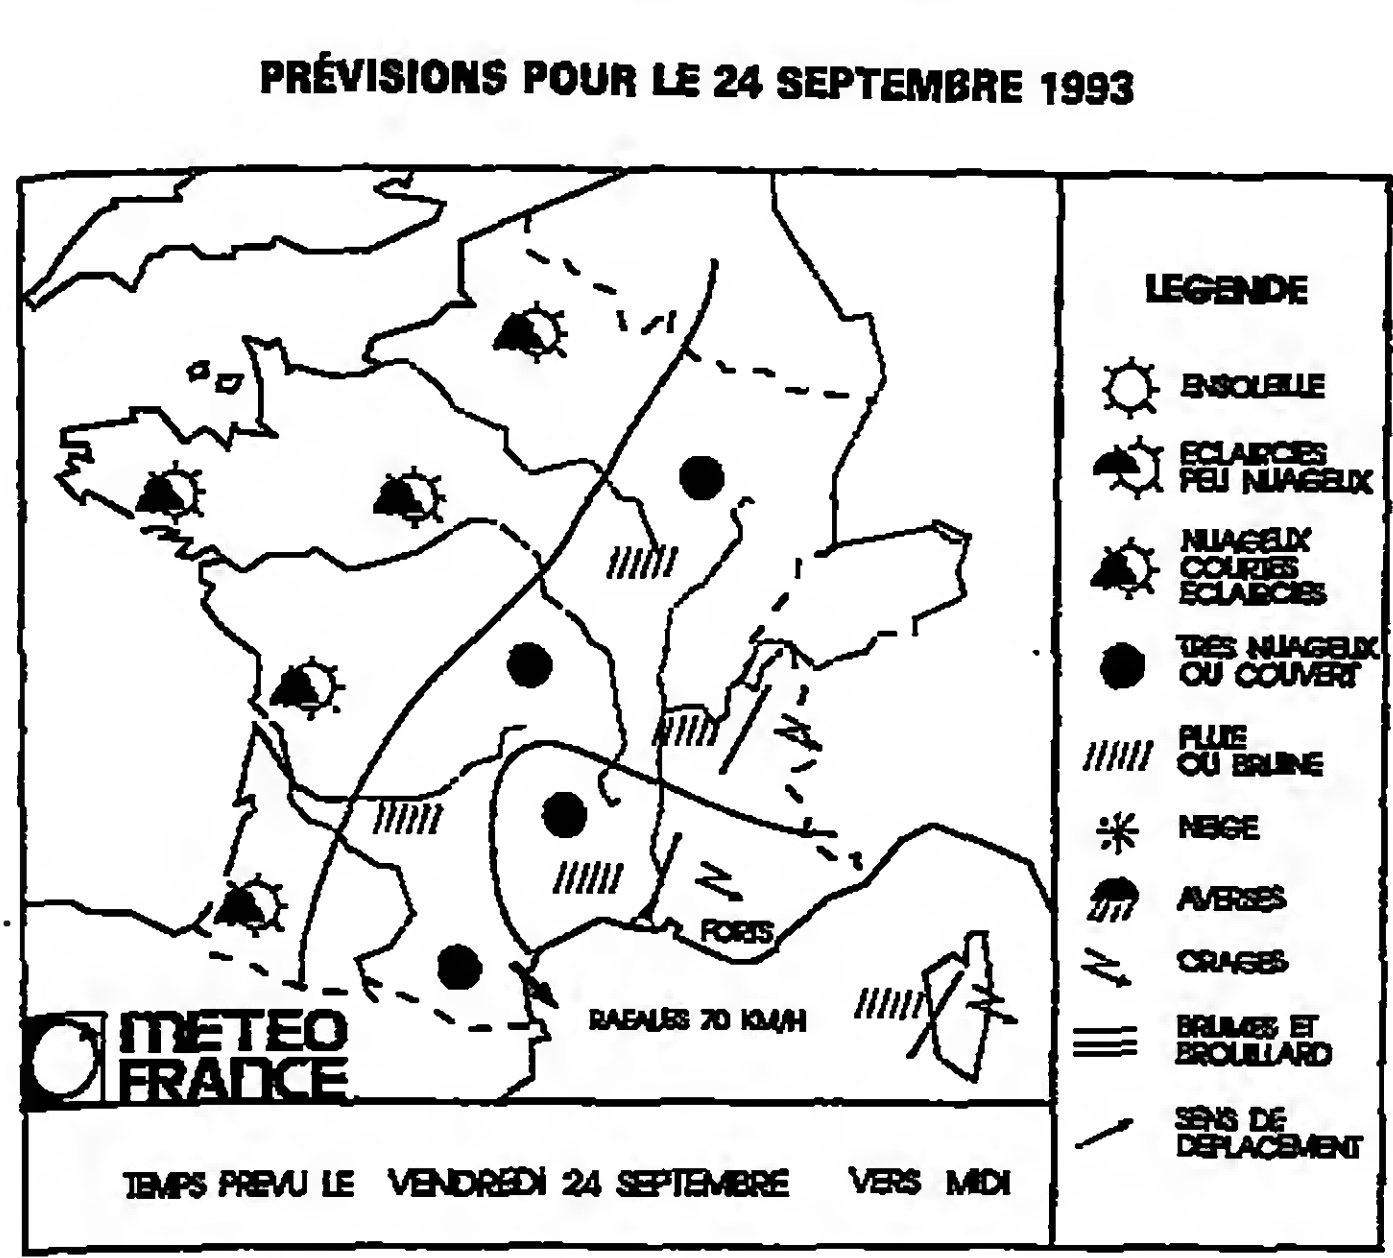 PRÉVISIONS POUR LE 24 SEPTEMBRE 1993
LEGENDE
ENSOLEILLE
ECLAIRCIES
PEU NUAGEUX
NUAGEUX
COURTES
ECLAIRCIES
TRES NUAGEUX
OU COUVERT
PLUIE
OU BRUINE
NEIGE
AVERSES
ORAGES
BRUMES ET
BROUILLARD
SENS DE
DEPLACEMENT
FORTS
RAFALES 70 KM/H
METEO
FRANCE
TEMPS PREVU LE VENDREDI 24 SEPTEMBRE VERS MIDI